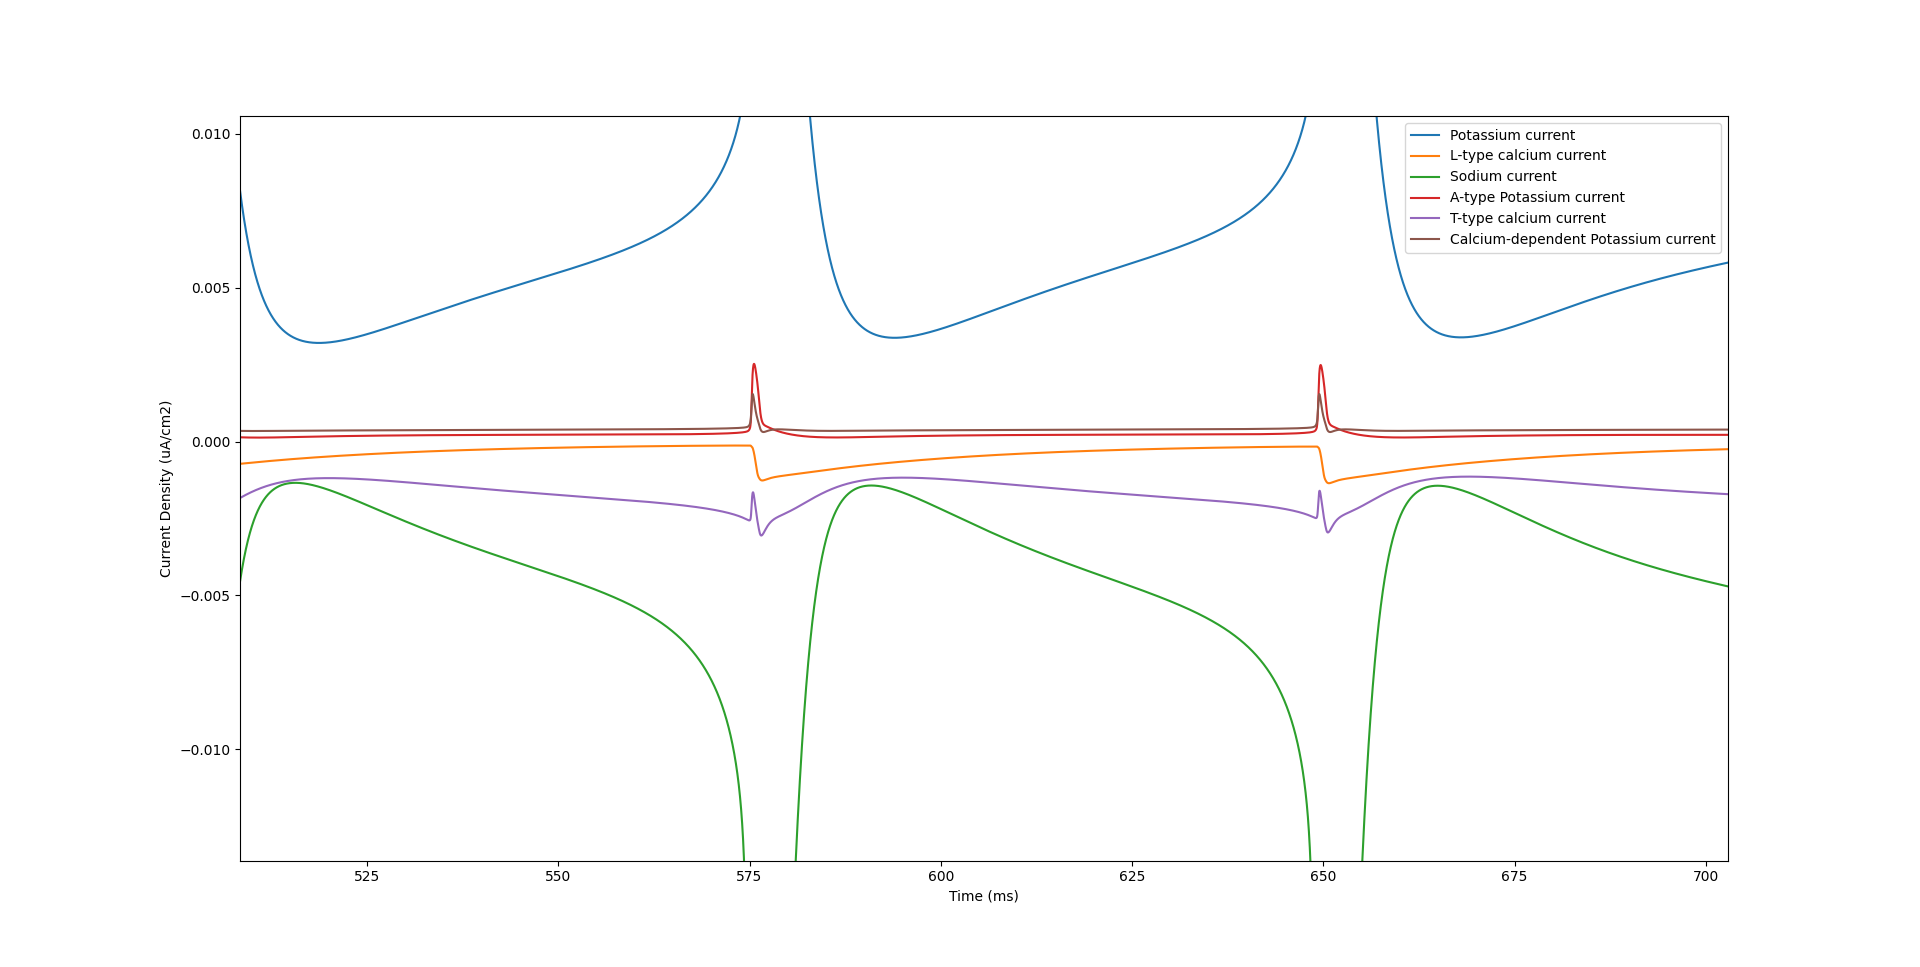 0.010
0.005
0.000
−0.005
−0.010
Current Density (uA/cm2)
Potassium current
L-type calcium current
Sodium current
A-type Potassium current
T-type calcium current
Calcium-dependent Potassium current
525 550 575 600 625 650 675 700
Time (ms)